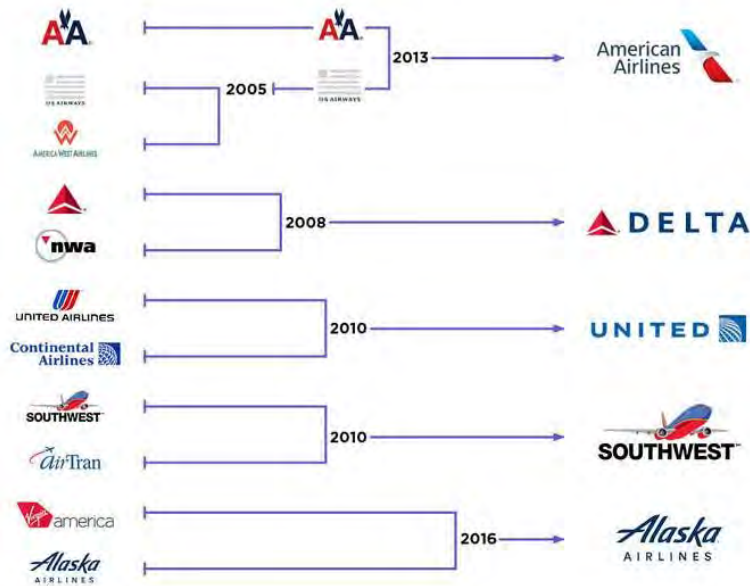 AA
AA
2013
American
Airlines
US AIRWAYS
2005
US AIRWAYS
AMERICA WEST AIRLINES
2008
DELTA
nwa
UNITED AIRLINES
2010
UNITED
Continental
Airlines
SOUTHWEST
2010
SOUTHWEST
airTran
Virgin america
2016
Alaska
AIRLINES
Alaska
AIRLINES